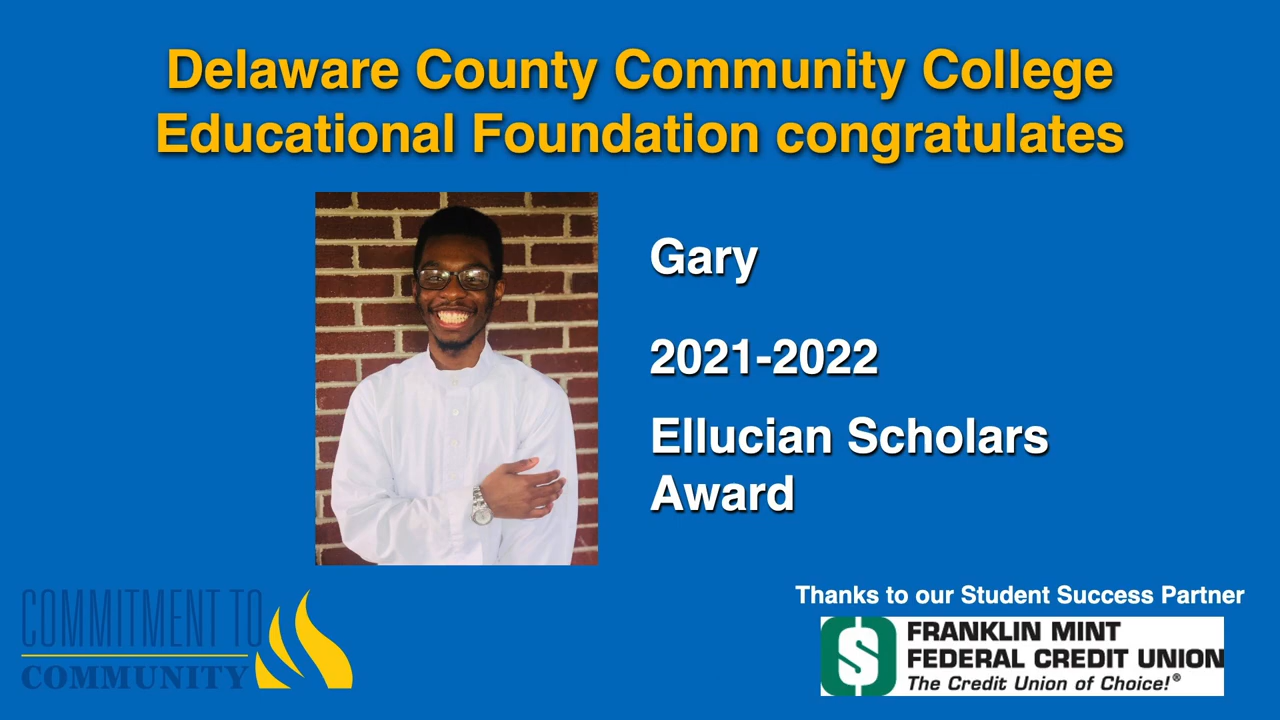 Delaware County Community College
Educational Foundation congratulates
Gary
2021-2022
Ellucian Scholars
Award
COMMITMENT TO
COMMUNITY
Thanks to our Student Success Partner
FRANKLIN MINT
FEDERAL CREDIT UNION
The Credit Union of Choice!®